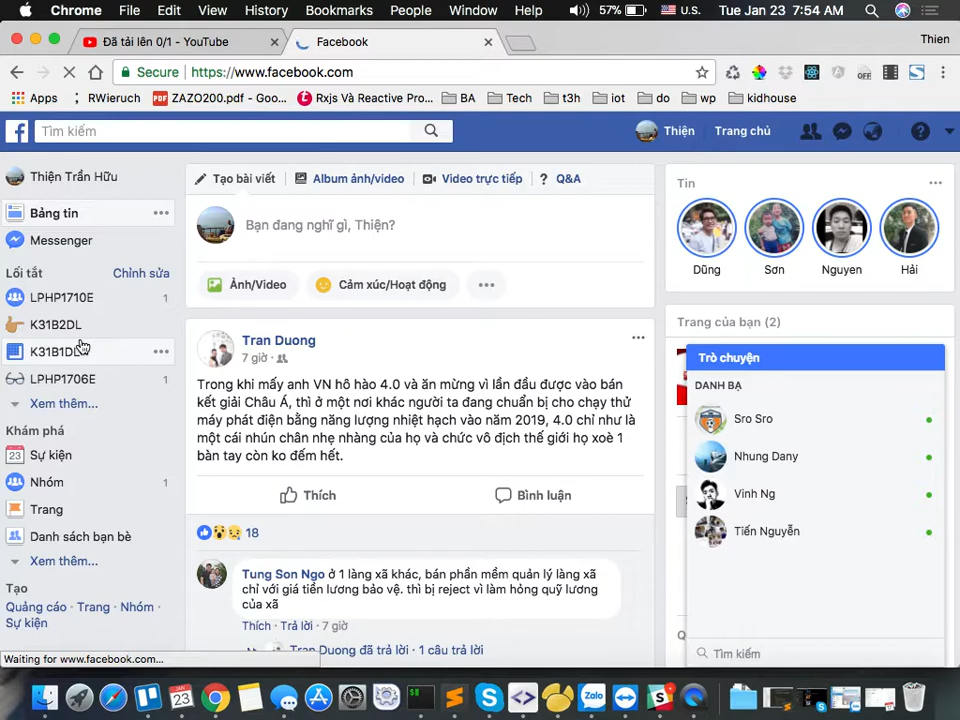 Chrome File Edit View History Bookmarks People Window Help 57% U.S. Tue Jan 23 7:54 AM
Đã tải lên 0/1 - YouTube Facebook Thien
Secure https://www.facebook.com
Apps RWieruch ZAZO200.pdf - Goo... Rxjs Và Reactive Pro... BA Tech t3h iot do wp kidhouse
Tìm kiếm Thiện Trang chủ
Thiện Trần Hữu
Bảng tin
Messenger
Lối tắt Chỉnh sửa
LPHP1710E 1
K31B2DL
K31B1DL
LPHP1706E 1
Xem thêm...
Khám phá
23 Sự kiện
Nhóm 1
Trang
Danh sách bạn bè
Xem thêm...
Tạo
Quảng cáo · Trang · Nhóm ·
Sự kiện
Tạo bài viết Album ảnh/video Video trực tiếp Q&A
Bạn đang nghĩ gì, Thiện?
Ảnh/Video Cảm xúc/Hoạt động
Tran Duong
7 giờ ·
Trong khi mấy anh VN hô hào 4.0 và ăn mừng vì lần đầu được vào bán
kết giải Châu Á, thì ở một nơi khác người ta đang chuẩn bị cho chạy thử
máy phát điện bằng năng lượng nhiệt hạch vào năm 2019, 4.0 chỉ như là
một cái nhún chân nhẹ nhàng của họ và chức vô địch thế giới họ xoè 1
bàn tay còn ko đếm hết.
Thích Bình luận
18
Tung Son Ngo ở 1 làng xã khác, bán phần mềm quản lý làng xã
chỉ với giá tiền lương bảo vệ. thì bị reject vì làm hỏng quỹ lương
của xã
Thích · Trả lời · 7 giờ
Tran Duong đã trả lời · 1 câu trả lời
Tin
Dũng Sơn Nguyen Hải
Trang của bạn (2)
Trò chuyện
DANH BẠ
Sro Sro
Nhung Dany
Vinh Ng
Tiến Nguyễn
Tìm kiếm
Waiting for www.facebook.com...
JAN
23
Zalo